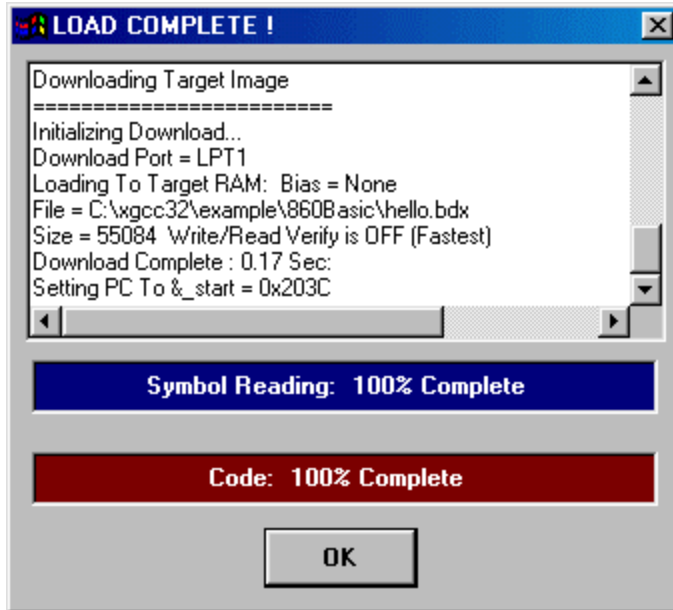 LOAD COMPLETE !
Downloading Target Image
=========================
Initializing Download...
Download Port = LPT1
Loading To Target RAM:  Bias = None
File = C:\xgcc32\example\860Basic\hello.bdx
Size = 55084  Write/Read Verify is OFF (Fastest)
Download Complete : 0.17 Sec:
Setting PC To &_start = 0x203C
Symbol Reading:  100% Complete
Code:  100% Complete
OK